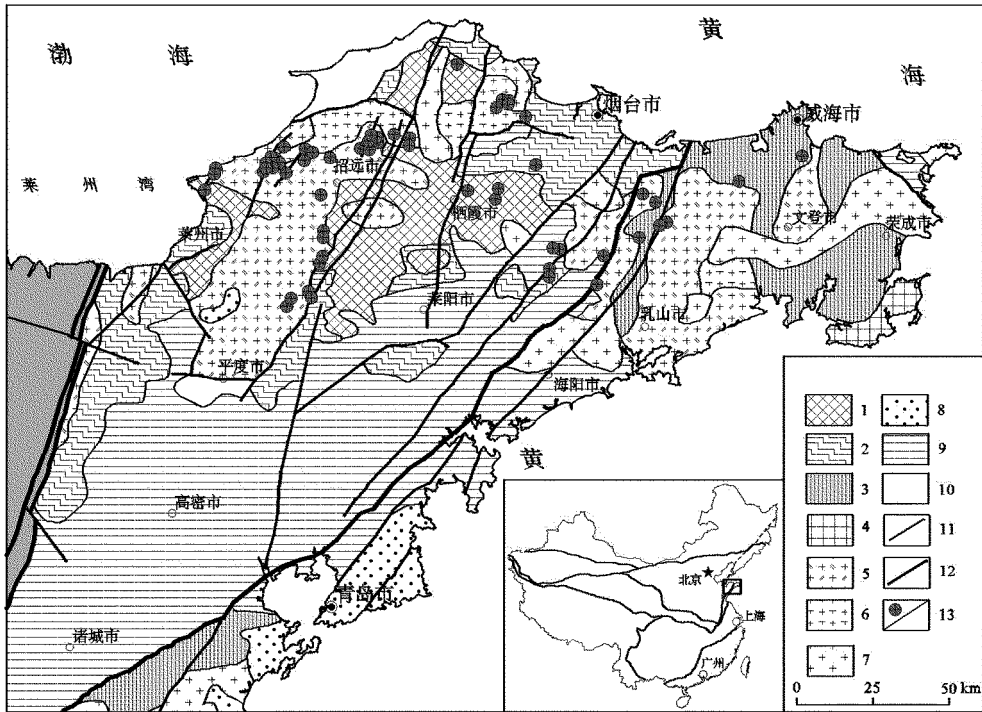 渤 海
黄
海
烟台市
威海市
招远市
莱 州 湾
栖霞市
文登市
荣成市
莱州市
莱阳市
乳山市
平度市
海阳市
黄
高密市
青岛市
诸城市
北京
上海
广州
1 8
2 9
3 10
4 11
5 12
6 13
7
0 25 50 km